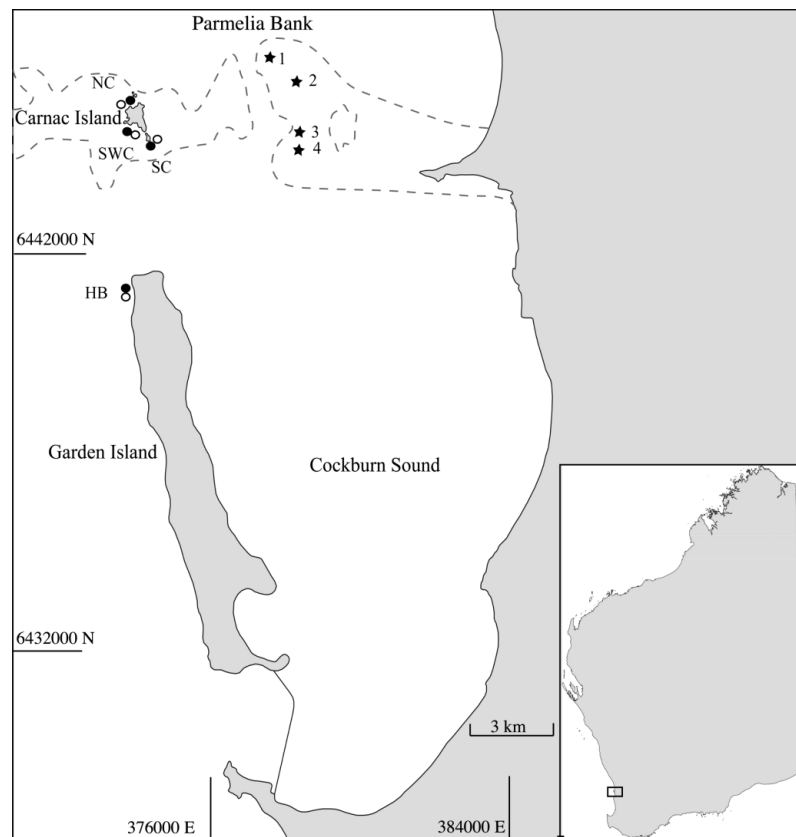 Parmelia Bank
1
2
NC
Carnac Island
3
4
SWC
SC
6442000 N
HB
Garden Island
Cockburn Sound
6432000 N
3 km
376000 E
384000 E